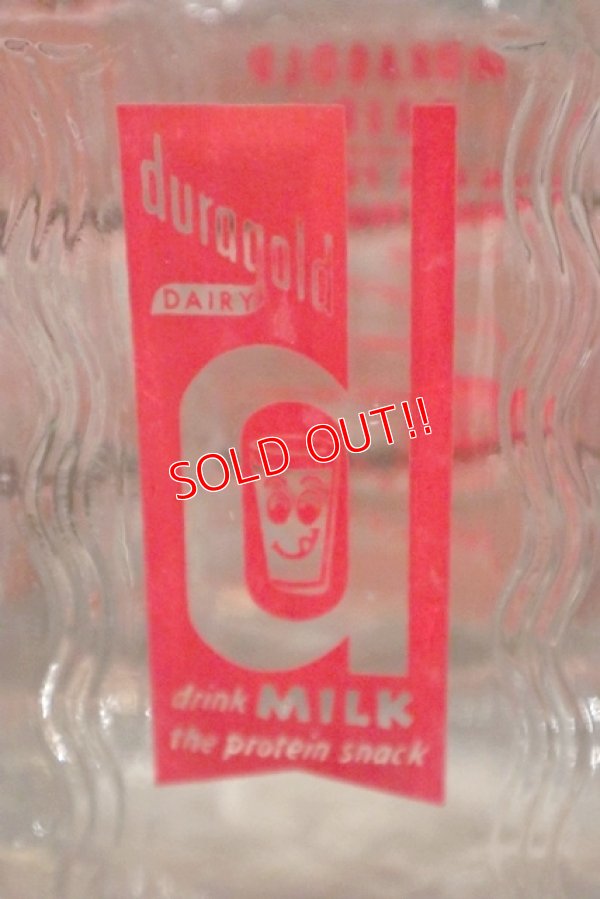 duragold
DAIRY
SOLD OUT!!
drink MILK
the protein snack